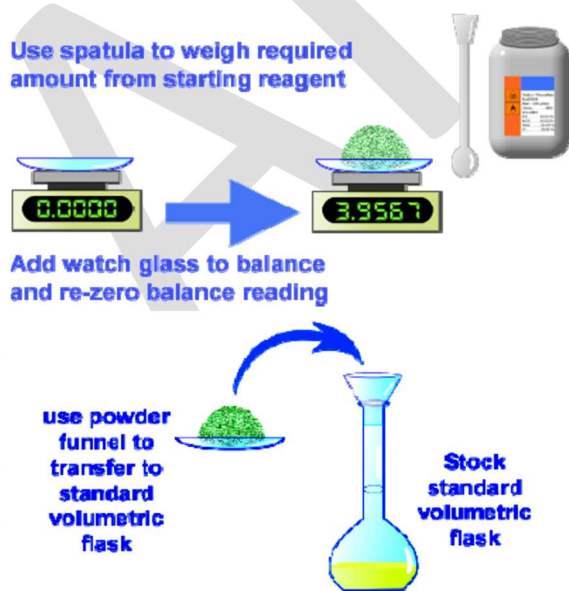 Use spatula to weigh required
amount from starting reagent
0.0000
3.9567
Add watch glass to balance
and re-zero balance reading
use powder
funnel to
transfer to
standard
volumetric
flask
Stock
standard
volumetric
flask